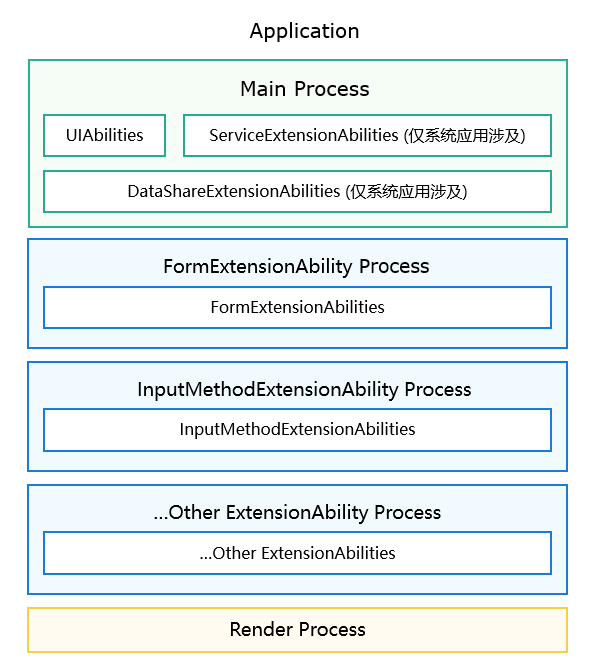 Application
Main Process
UIAbilities
ServiceExtensionAbilities (仅系统应用涉及)
DataShareExtensionAbilities (仅系统应用涉及)
FormExtensionAbility Process
FormExtensionAbilities
InputMethodExtensionAbility Process
InputMethodExtensionAbilities
...Other ExtensionAbility Process
...Other ExtensionAbilities
Render Process